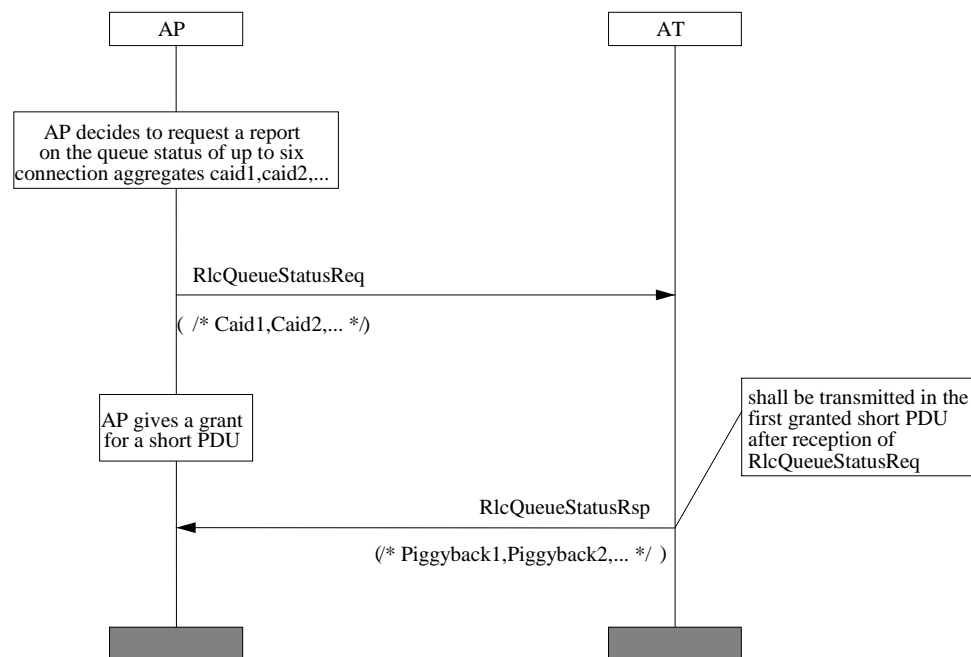 AP
AT
AP decides to request a report
on the queue status of up to six
connection aggregates caid1,caid2,...
RlcQueueStatusReq
( /* Caid1,Caid2,... */)
AP gives a grant
for a short PDU
shall be transmitted in the
first granted short PDU
after reception of
RlcQueueStatusReq
RlcQueueStatusRsp
(/* Piggyback1,Piggyback2,... */ )